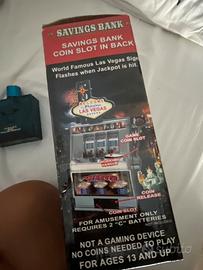 SAVINGS BANK
SAVINGS BANK
COIN SLOT IN BACK
World Famous Las Vegas Sign
Flashes when Jackpot is hit.
LAS VEGAS
GAME
COIN SLOT
COIN
RELEASE
FOR AMUSEMENT ONLY
REQUIRES 2 "C" BATTERIES
NOT A GAMING DEVICE
NO COINS NEEDED TO PLAY
FOR AGES 13 AND UP